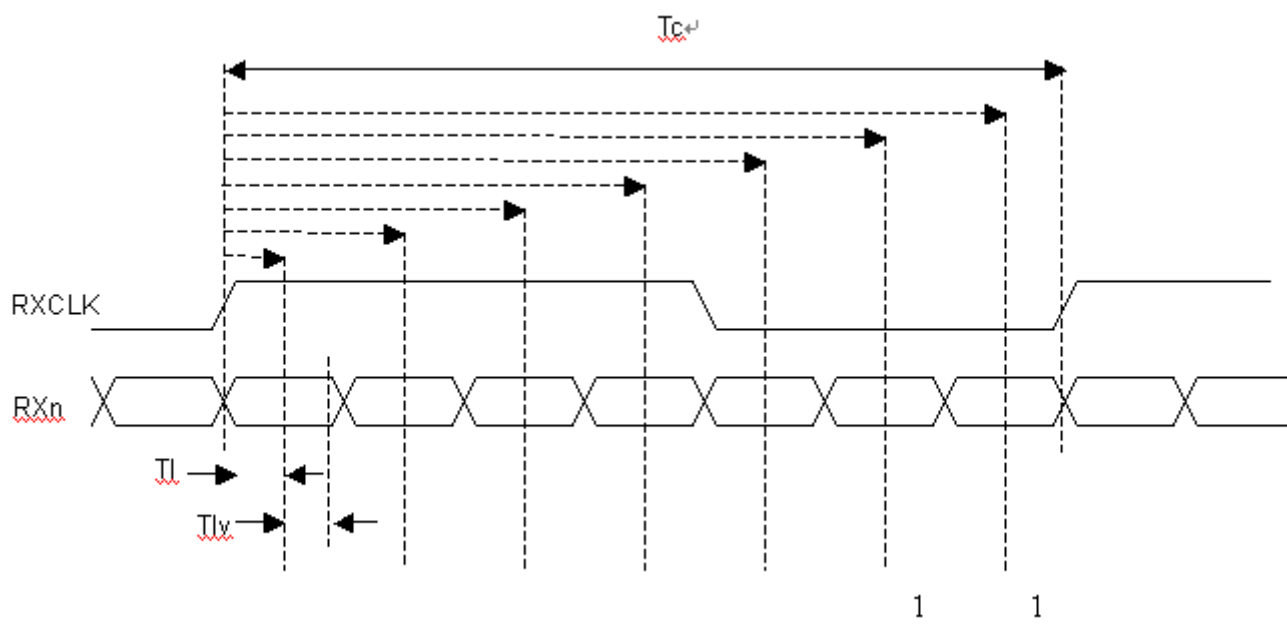 Tc↵
RXCLK
RXn
Tl
Tlv
1 1